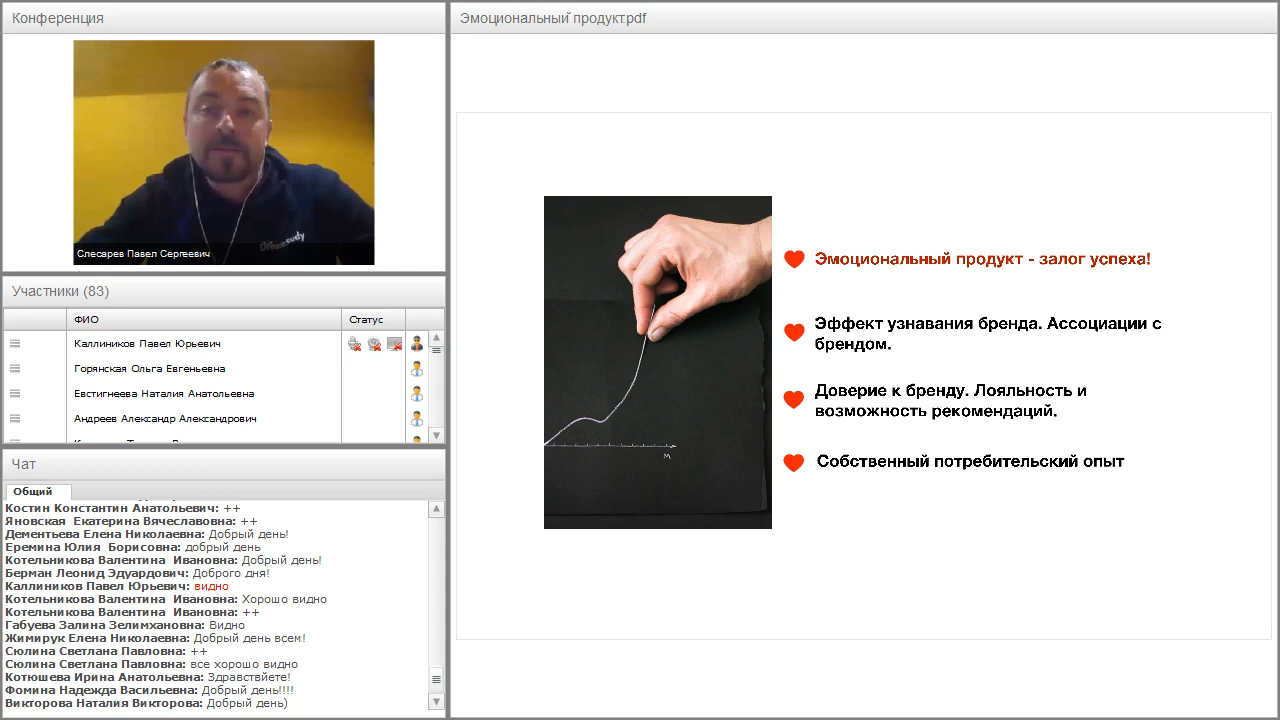 Конференция
Слесарев Павел Сергеевич
Участники (83)
ФИО
Статус
Каллиников Павел Юрьевич
Горянская Ольга Евгеньевна
Евстигнеева Наталия Анатольевна
Андреев Александр Александрович
Чат
Общий
Костин Константин Анатольевич: ++
Яновская Екатерина Вячеславовна: ++
Дементьева Елена Николаевна: Добрый день!
Еремина Юлия Борисовна: добрый день
Котельникова Валентина Ивановна: Добрый день!
Берман Леонид Эдуардович: Доброго дня!
Каллиников Павел Юрьевич: видно
Котельникова Валентина Ивановна: Хорошо видно
Котельникова Валентина Ивановна: ++
Габуева Залина Зелимхановна: Видно
Жимирук Елена Николаевна: Добрый день всем!
Сюлина Светлана Павловна: ++
Сюлина Светлана Павловна: все хорошо видно
Котюшева Ирина Анатольевна: Здравствйете!
Фомина Надежда Васильевна: Добрый день!!!!
Викторова Наталия Викторова: Добрый день)
Эмоциональный продукт.pdf
Эмоциональный продукт - залог успеха!
Эффект узнавания бренда. Ассоциации с
брендом.
Доверие к бренду. Лояльность и
возможность рекомендаций.
Собственный потребительский опыт